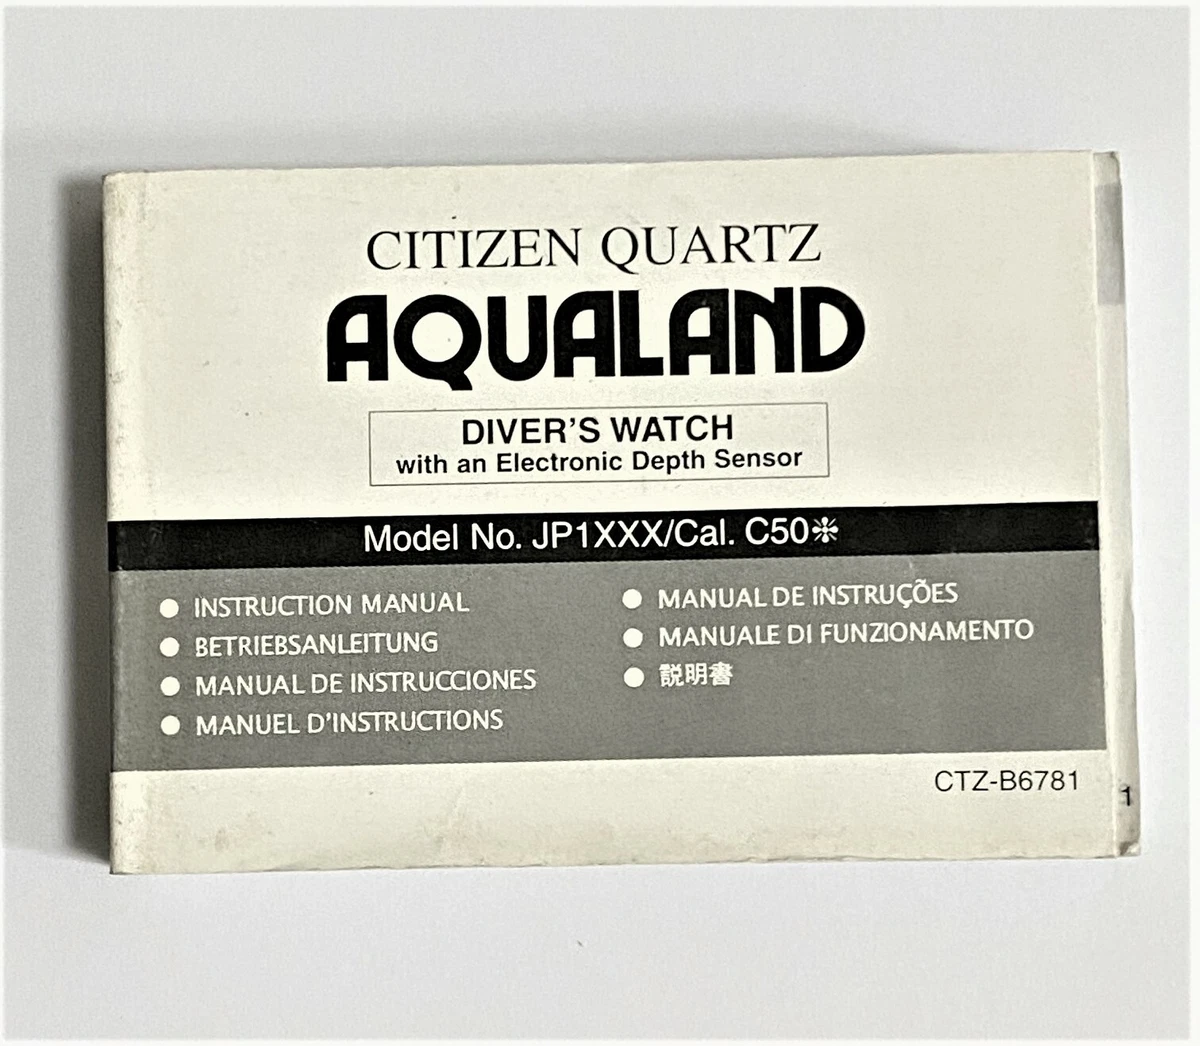 CITIZEN QUARTZ
AQUALAND
DIVER'S WATCH
with an Electronic Depth Sensor
Model No. JP1XXX/Cal. C50❉
● INSTRUCTION MANUAL
● BETRIEBSANLEITUNG
● MANUAL DE INSTRUCCIONES
● MANUEL D'INSTRUCTIONS
● MANUAL DE INSTRUÇÕES
● MANUALE DI FUNZIONAMENTO
● 説明書
CTZ-B6781
1